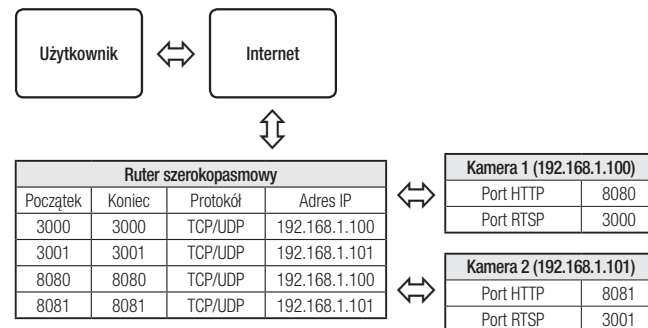 Użytkownik
Internet
Ruter szerokopasmowy
Początek Koniec Protokół Adres IP
3000 3000 TCP/UDP 192.168.1.100
3001 3001 TCP/UDP 192.168.1.101
8080 8080 TCP/UDP 192.168.1.100
8081 8081 TCP/UDP 192.168.1.101
Kamera 1 (192.168.1.100)
Port HTTP 8080
Port RTSP 3000
Kamera 2 (192.168.1.101)
Port HTTP 8081
Port RTSP 3001